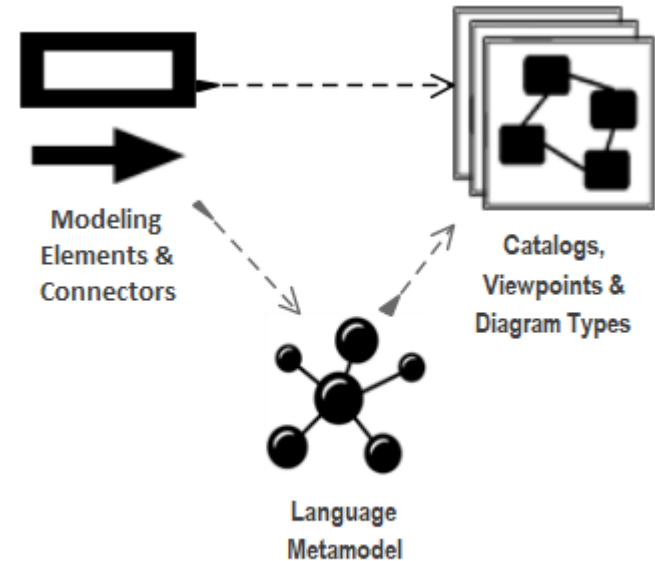 Modeling
Elements &
Connectors
Catalogs,
Viewpoints &
Diagram Types
Language
Metamodel